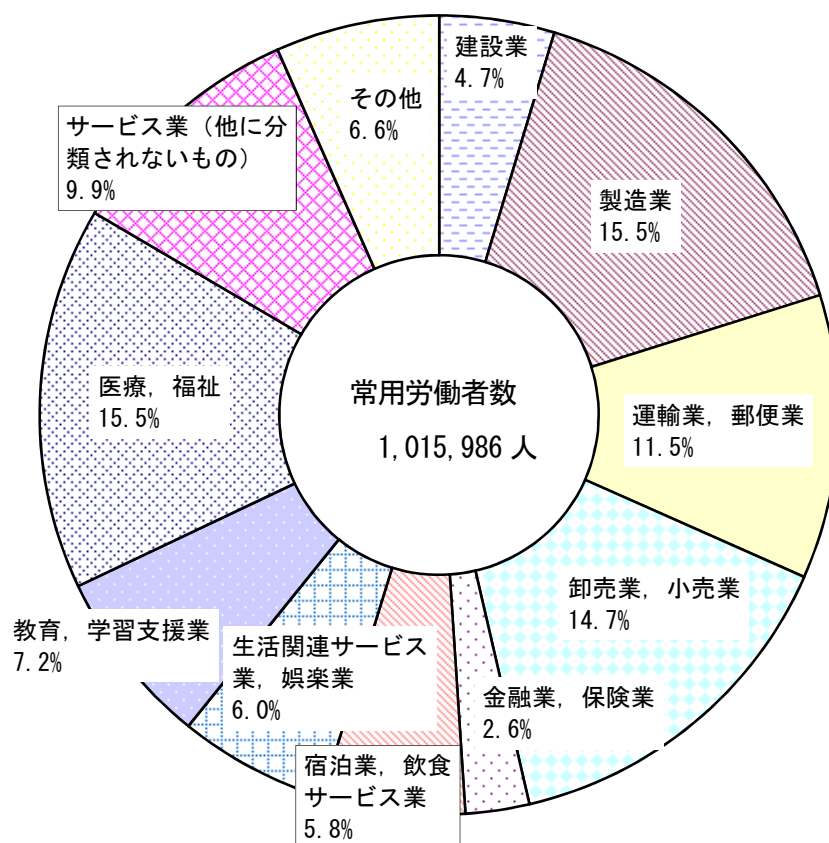 建設業
4.7%
製造業
15.5%
運輸業，郵便業
11.5%
卸売業，小売業
14.7%
金融業，保険業
2.6%
宿泊業，飲食
サービス業
5.8%
生活関連サービス
業，娯楽業
6.0%
教育，学習支援業
7.2%
医療，福祉
15.5%
サービス業（他に分
類されないもの）
9.9%
その他
6.6%
常用労働者数
1,015,986 人